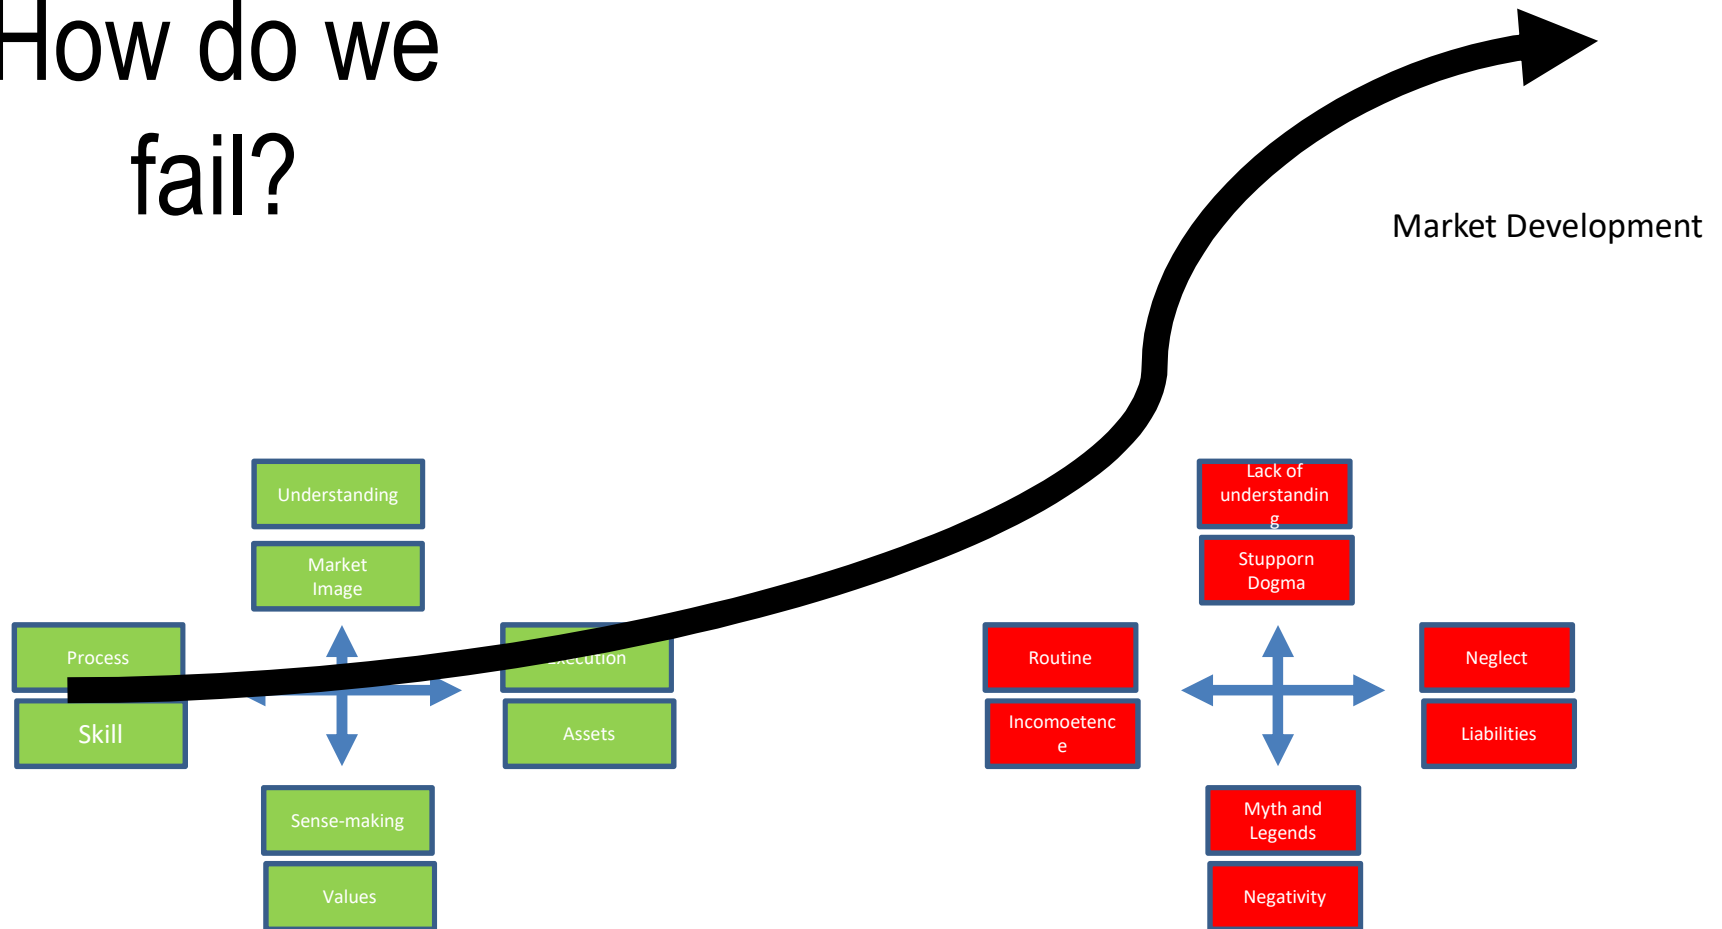 How do we
fail?
Market Development
Understanding
Market
Image
Process
Skill
Execution
Assets
Sense-making
Values
Lack of
understandin
g
Stupporn
Dogma
Routine
Incomoetenc
e
Neglect
Liabilities
Myth and
Legends
Negativity